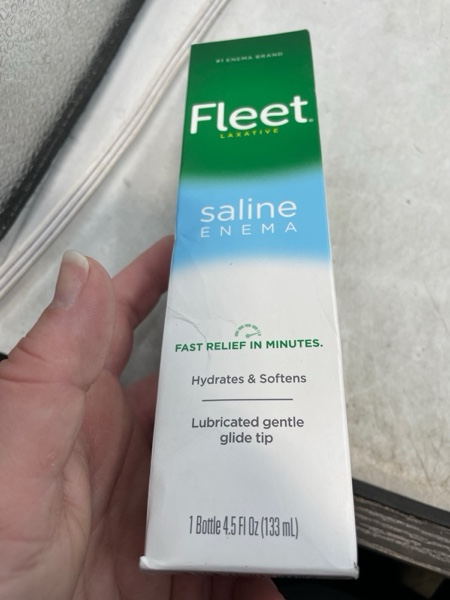 #1 ENEMA BRAND
Fleet®
LAXATIVE
saline
ENEMA
FAST RELIEF IN MINUTES.
Hydrates & Softens
Lubricated gentle
glide tip
1 Bottle 4.5 Fl Oz (133 mL)